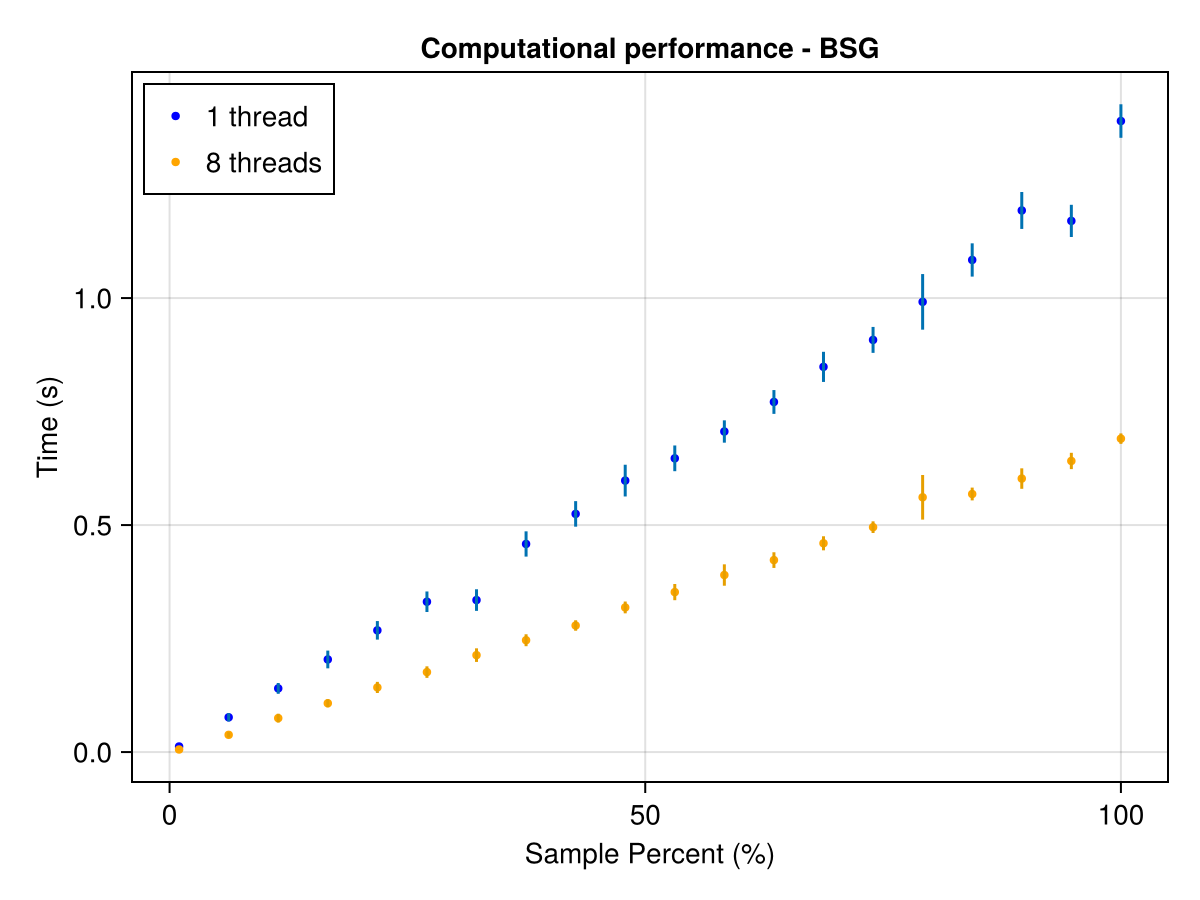 Computational performance - BSG
1 thread
8 threads
1.0
0.5
0.0
Time (s)
0
50
100
Sample Percent (%)